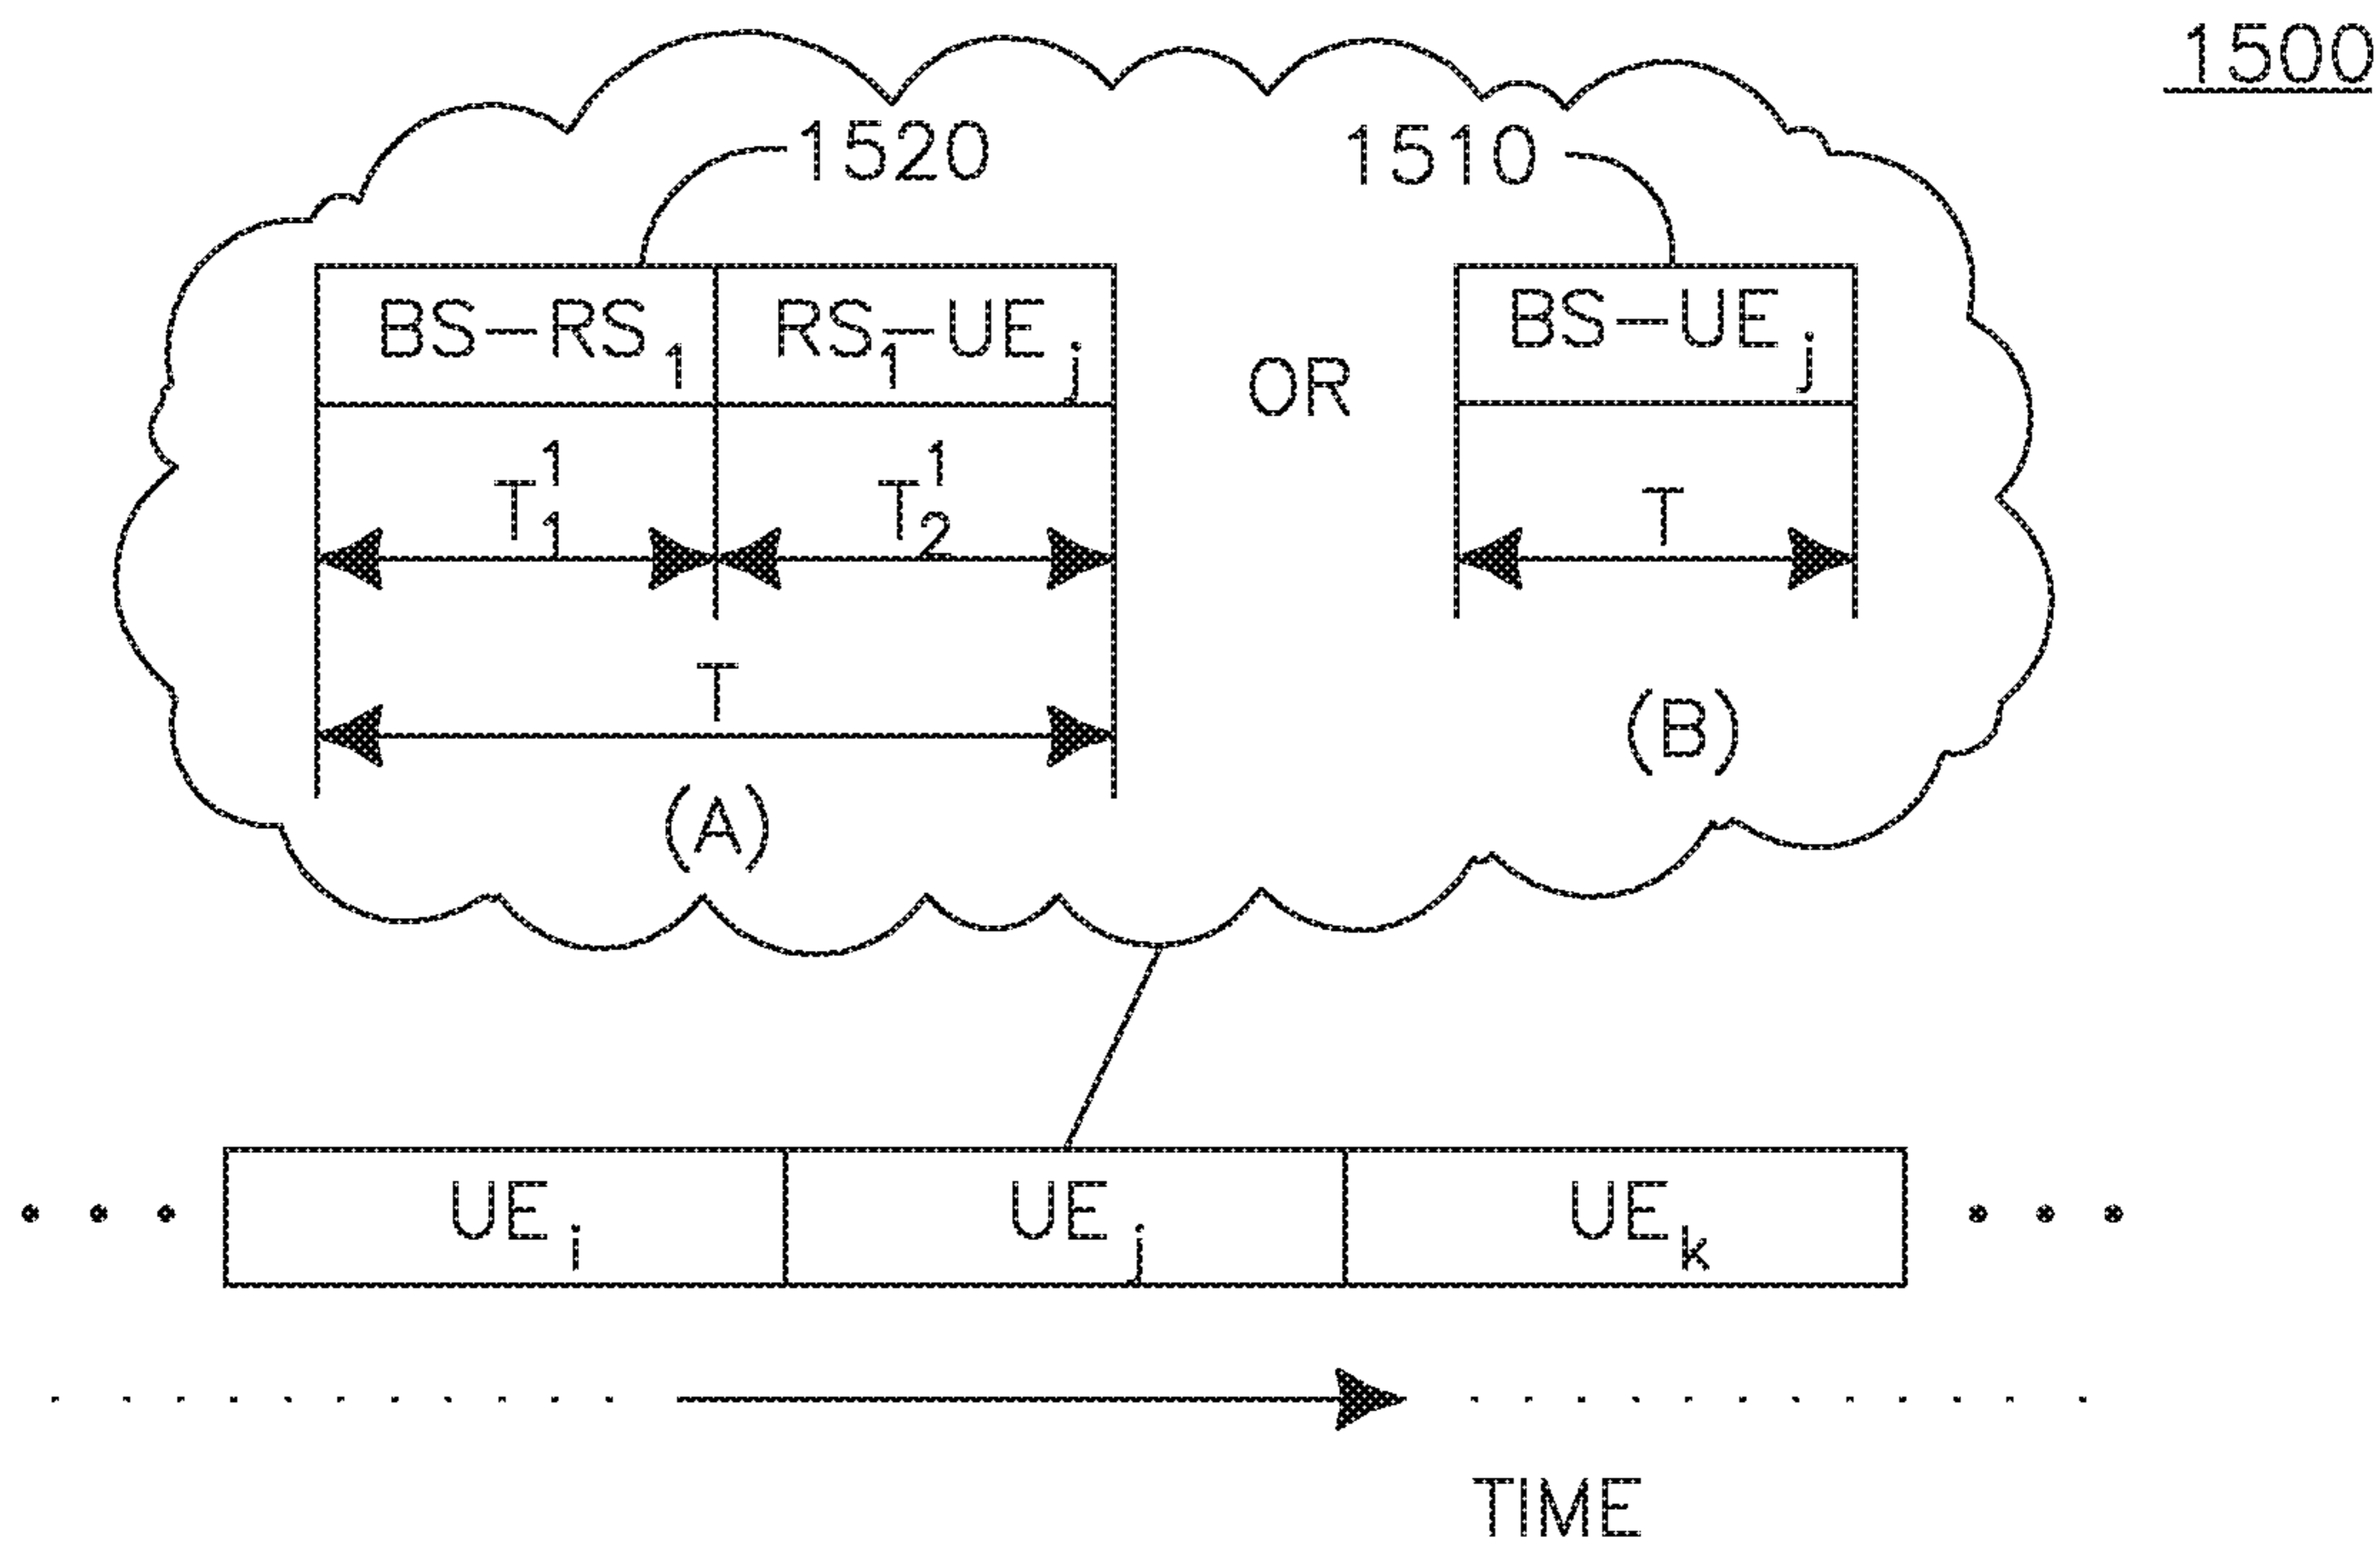 1500
1520 1510
BS-RS₁ RS₁-UEⱼ OR BS-UEⱼ
T₁¹ T₂¹ T
T
(A) (B)
UEᵢ UEⱼ UEₖ
TIME